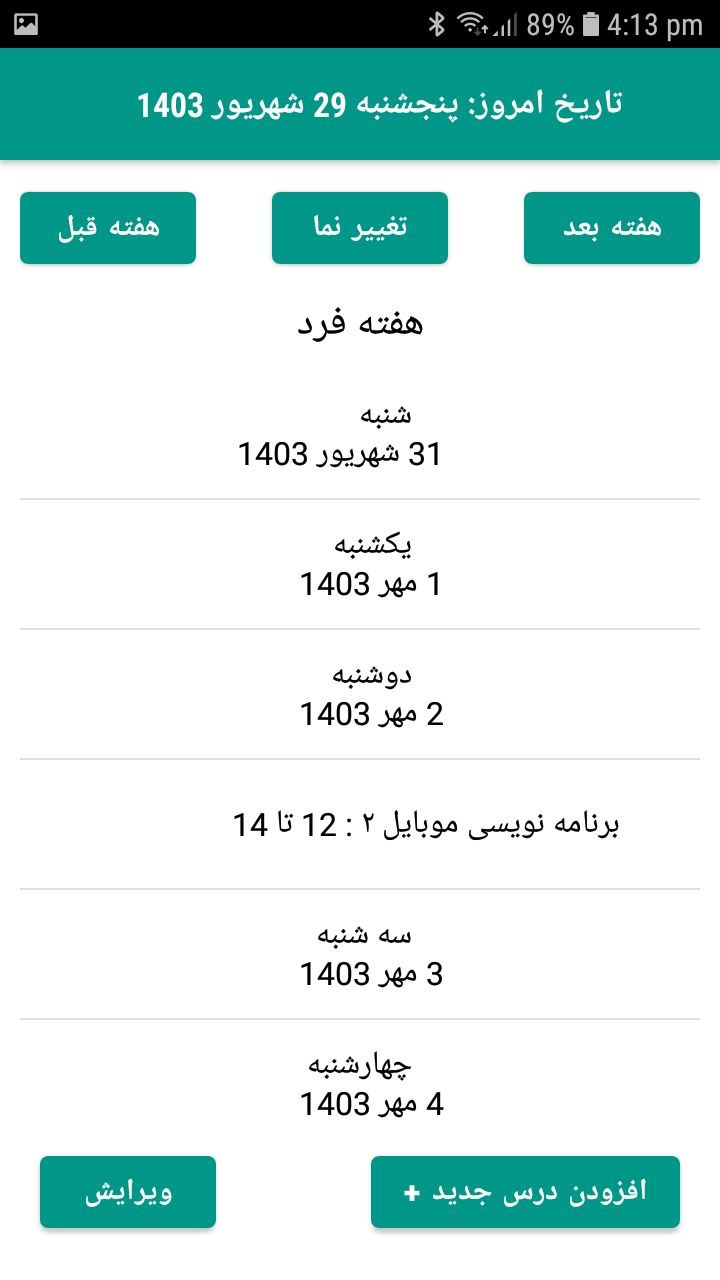 89% 4:13 pm
تاریخ امروز: پنجشنبه 29 شهریور 1403
هفته بعد
تغییر نما
هفته قبل
هفته فرد
شنبه
31 شهریور 1403
یکشنبه
1 مهر 1403
دوشنبه
2 مهر 1403
برنامه نویسی موبایل ۲ : 12 تا 14
سه شنبه
3 مهر 1403
چهارشنبه
4 مهر 1403
افزودن درس جدید +
ویرایش